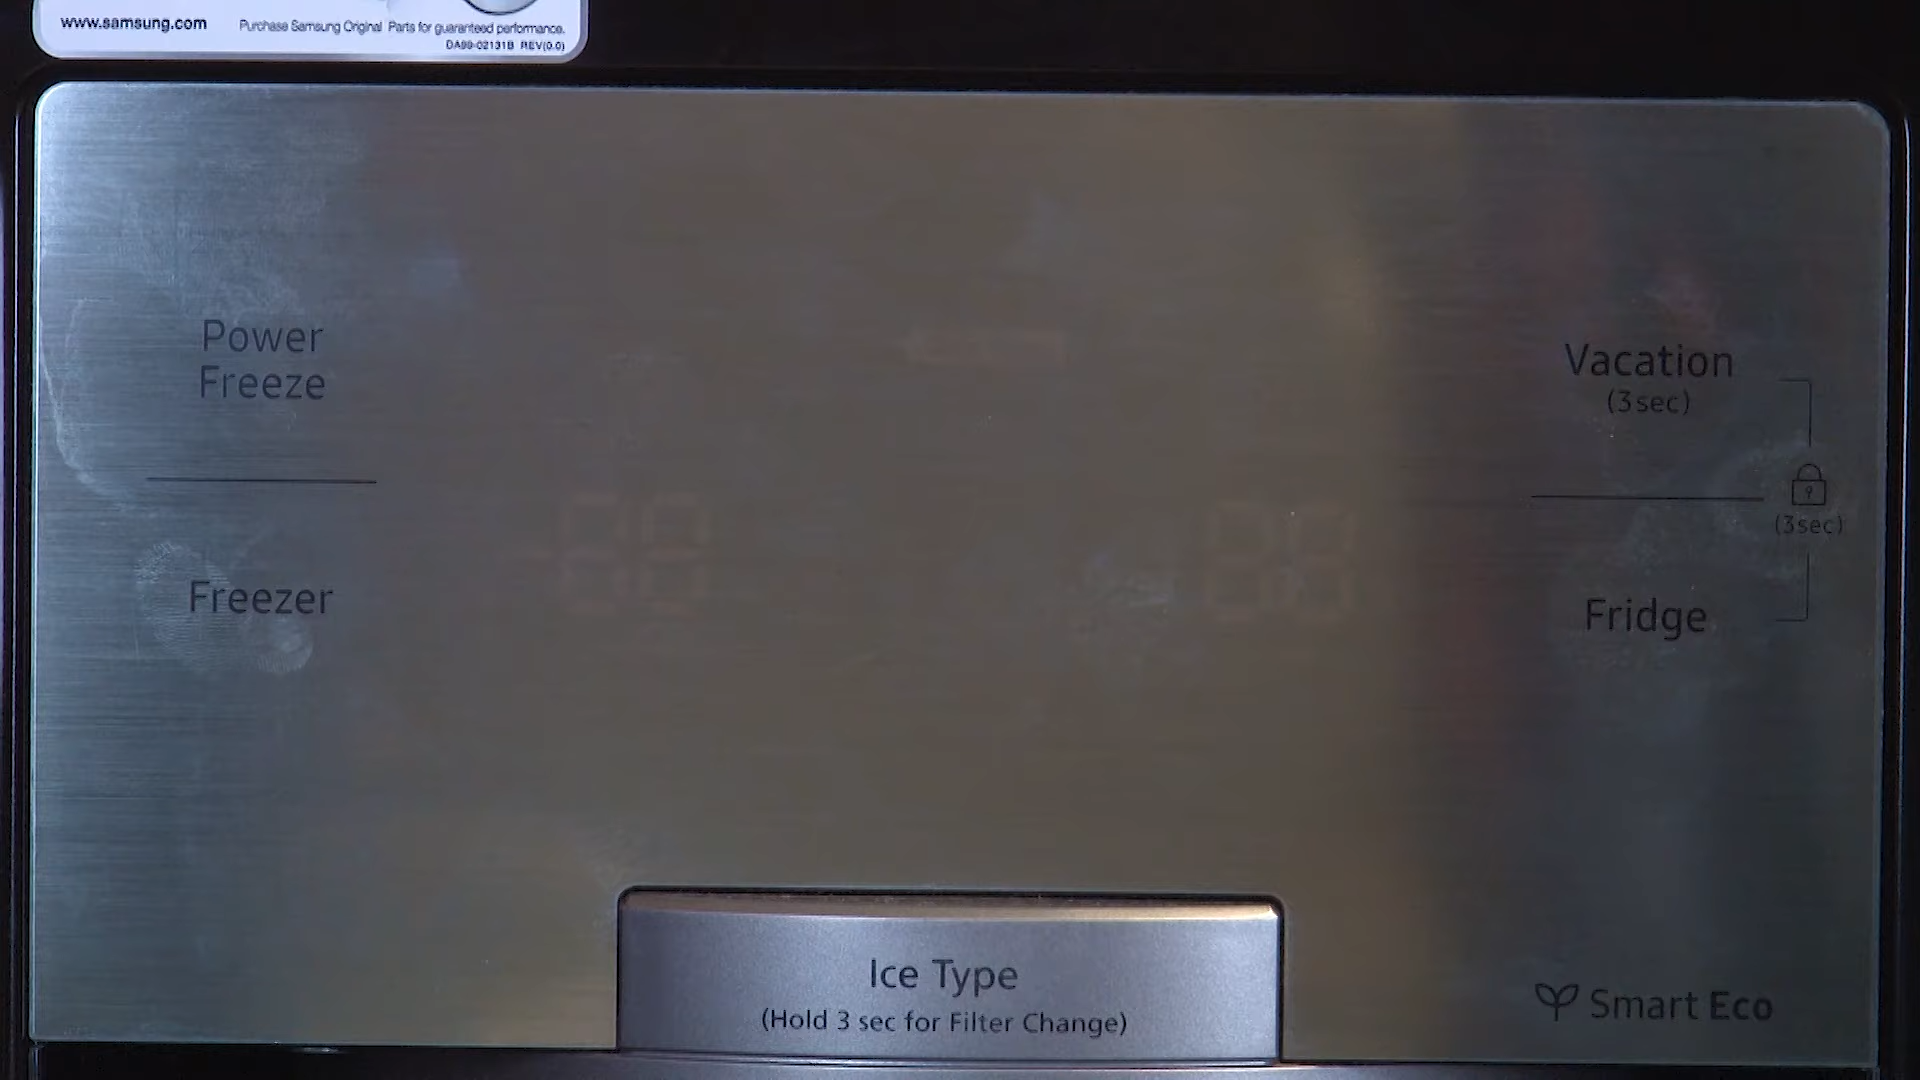 www.samsung.com Purchase Samsung Original Parts for guaranteed performance.
DA99-02131B REV(0.0)
Power
Freeze
Freezer
Vacation
(3sec)
(3sec)
Fridge
Ice Type
(Hold 3 sec for Filter Change)
Smart Eco